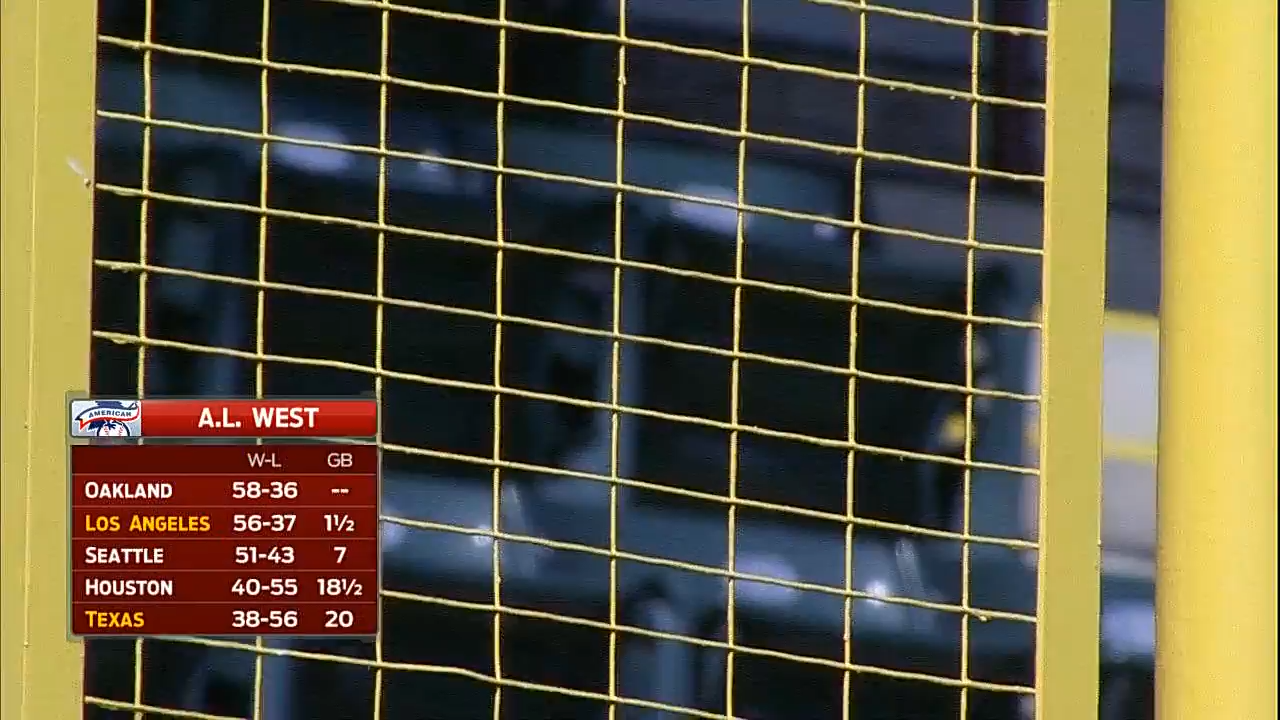 AMERICAN
A.L. WEST
W-L GB
OAKLAND 58-36 --
LOS ANGELES 56-37 1½
SEATTLE 51-43 7
HOUSTON 40-55 18½
TEXAS 38-56 20